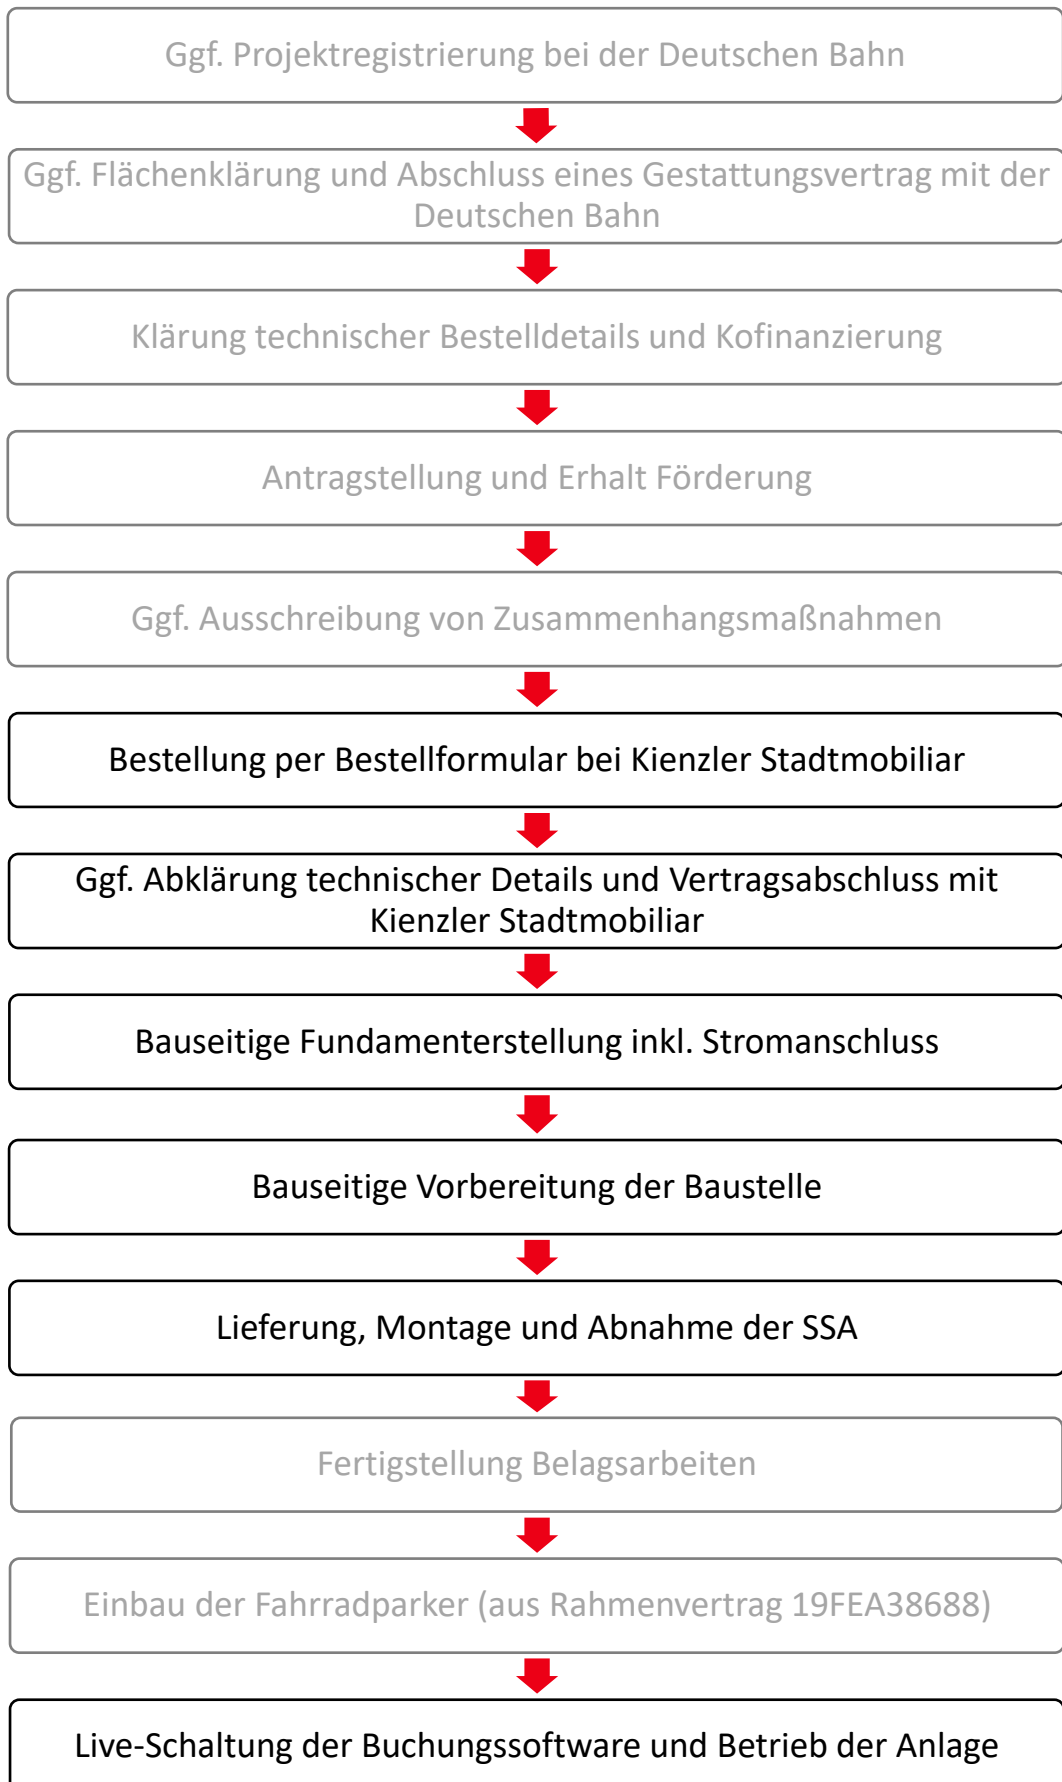 Ggf. Projektregistrierung bei der Deutschen Bahn
Ggf. Flächenklärung und Abschluss eines Gestattungsvertrag mit der
Deutschen Bahn
Klärung technischer Bestelldetails und Kofinanzierung
Antragstellung und Erhalt Förderung
Ggf. Ausschreibung von Zusammenhangsmaßnahmen
Bestellung per Bestellformular bei Kienzler Stadtmobiliar
Ggf. Abklärung technischer Details und Vertragsabschluss mit
Kienzler Stadtmobiliar
Bauseitige Fundamenterstellung inkl. Stromanschluss
Bauseitige Vorbereitung der Baustelle
Lieferung, Montage und Abnahme der SSA
Fertigstellung Belagsarbeiten
Einbau der Fahrradparker (aus Rahmenvertrag 19FEA38688)
Live-Schaltung der Buchungssoftware und Betrieb der Anlage